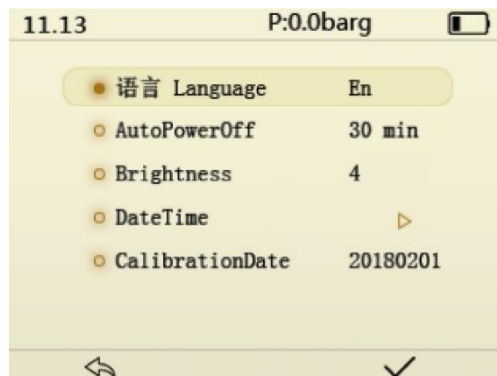 11.13 P:0.0barg
语言 Language En
AutoPowerOff 30 min
Brightness 4
DateTime
CalibrationDate 20180201